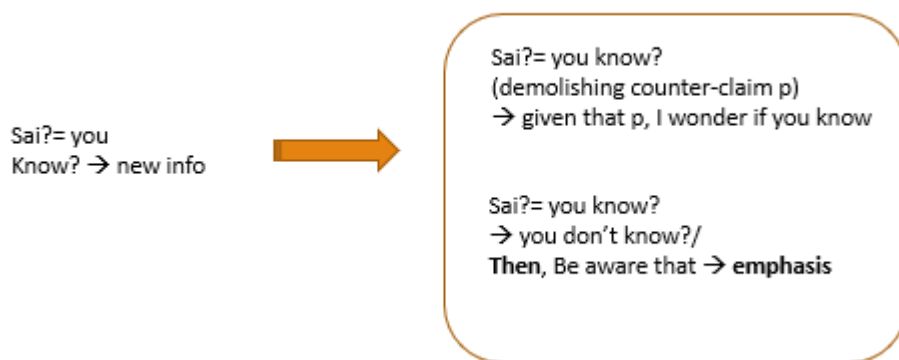 Sai?= you
Know? → new info
Sai?= you know?
(demolishing counter-claim p)
→ given that p, I wonder if you know
Sai?= you know?
→ you don’t know?/
Then, Be aware that → emphasis